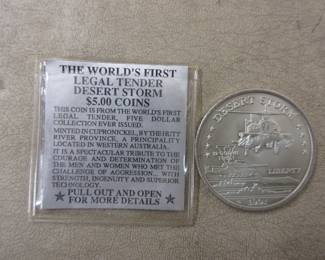 THE WORLD'S FIRST
LEGAL TENDER
DESERT STORM
$5.00 COINS
THIS COIN IS FROM THE WORLD'S FIRST
LEGAL TENDER, FIVE DOLLAR
COLLECTION EVER ISSUED.
MINTED IN CUPRONICKEL, BY THE HUTT
RIVER PROVINCE, A PRINCIPALITY
LOCATED IN WESTERN AUSTRALIA.
IT IS A SPECTACULAR TRIBUTE TO THE
COURAGE AND DETERMINATION OF
THE MEN AND WOMEN WHO MET THE
CHALLENGE OF AGGRESSION... WITH
STRENGTH, INGENUITY AND SUPERIOR
TECHNOLOGY.
★ PULL OUT AND OPEN ★
FOR MORE DETAILS
DESERT STORM
LIBERTY
1991